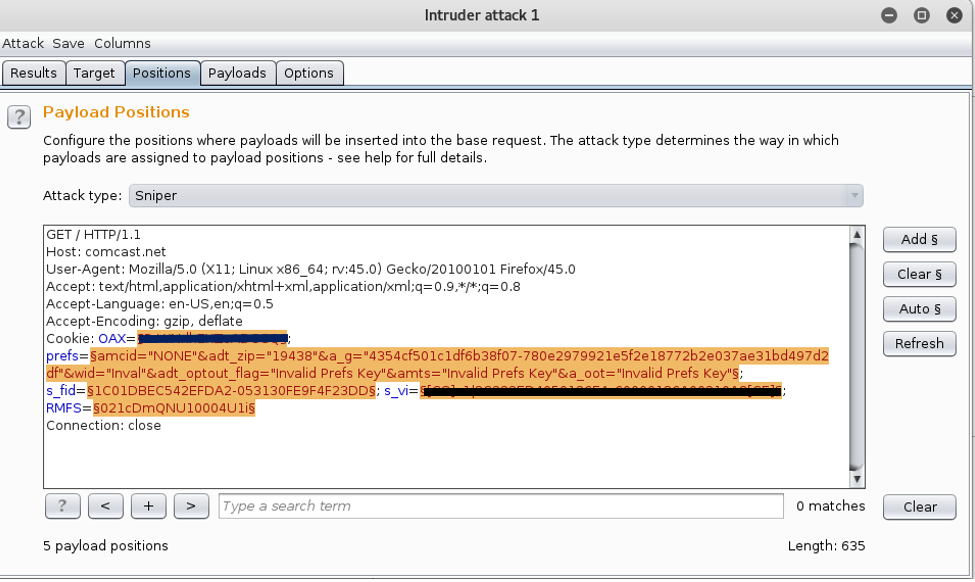 Intruder attack 1
Attack Save Columns
Results Target Positions Payloads Options
? Payload Positions
Configure the positions where payloads will be inserted into the base request. The attack type determines the way in which
payloads are assigned to payload positions - see help for full details.
Attack type: Sniper
GET / HTTP/1.1
Host: comcast.net
User-Agent: Mozilla/5.0 (X11; Linux x86_64; rv:45.0) Gecko/20100101 Firefox/45.0
Accept: text/html,application/xhtml+xml,application/xml;q=0.9,*/*;q=0.8
Accept-Language: en-US,en;q=0.5
Accept-Encoding: gzip, deflate
Cookie: OAX=
prefs=§amcid="NONE"&adt_zip="19438"&a_g="4354cf501c1df6b38f07-780e2979921e5f2e18772b2e037ae31bd497d2
df"&wid="Inval"&adt_optout_flag="Invalid Prefs Key"&amts="Invalid Prefs Key"&a_oot="Invalid Prefs Key"§;
s_fid=§1C01DBEC542EFDA2-053130FE9F4F23DD§; s_vi=
RMFS=§021cDmQNU10004U1i§
Connection: close
Add §
Clear §
Auto §
Refresh
? < + > Type a search term 0 matches Clear
5 payload positions Length: 635